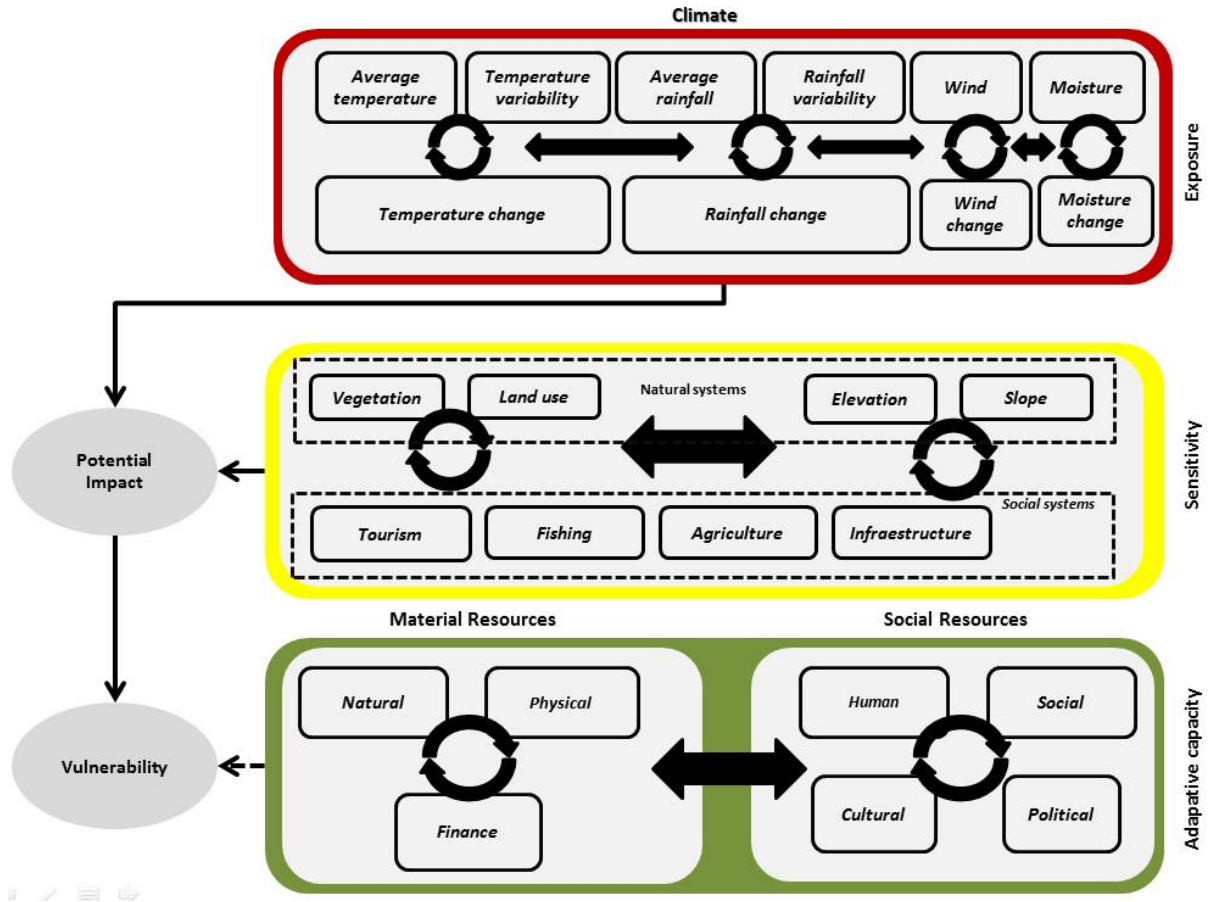 Climate
Average
temperature
Temperature
variability
Average
rainfall
Rainfall
variability
Wind
Moisture
Temperature change
Rainfall change
Wind
change
Moisture
change
Exposure
Potential
Impact
Natural systems
Vegetation
Land use
Elevation
Slope
Social systems
Tourism
Fishing
Agriculture
Infraestructure
Sensitivity
Material Resources
Social Resources
Natural
Physical
Finance
Human
Social
Cultural
Political
Adapative capacity
Vulnerability